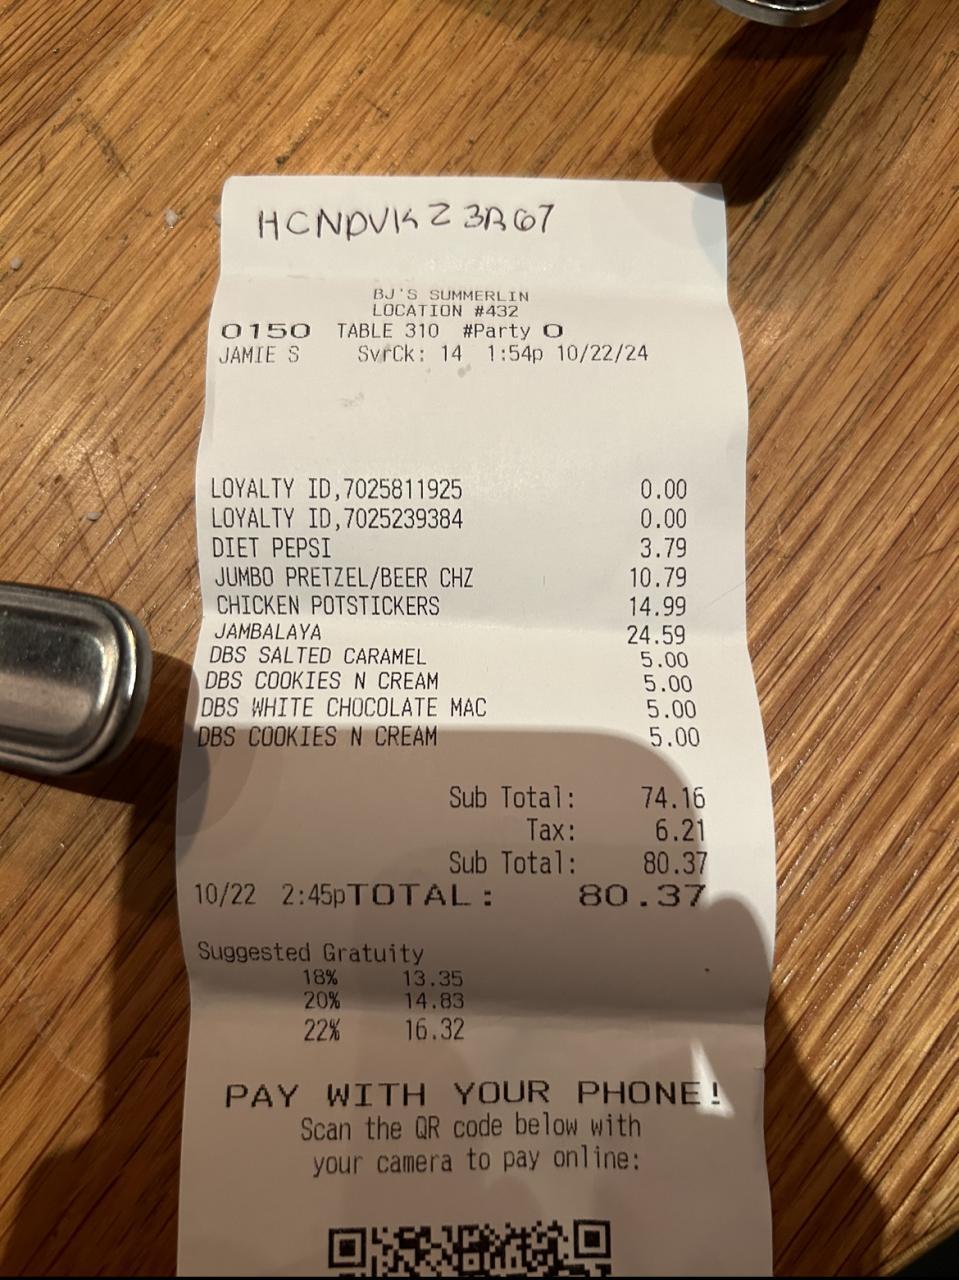 HCNDVK23R67
BJ'S SUMMERLIN
LOCATION #432
0150 TABLE 310 #Party 0
JAMIE S SvrCk: 14 1:54p 10/22/24
LOYALTY ID,7025811925 0.00
LOYALTY ID,7025239384 0.00
DIET PEPSI 3.79
JUMBO PRETZEL/BEER CHZ 10.79
CHICKEN POTSTICKERS 14.99
JAMBALAYA 24.59
DBS SALTED CARAMEL 5.00
DBS COOKIES N CREAM 5.00
DBS WHITE CHOCOLATE MAC 5.00
DBS COOKIES N CREAM 5.00
Sub Total: 74.16
Tax: 6.21
Sub Total: 80.37
10/22 2:45pTOTAL: 80.37
Suggested Gratuity
18% 13.35
20% 14.83
22% 16.32
PAY WITH YOUR PHONE!
Scan the QR code below with
your camera to pay online: